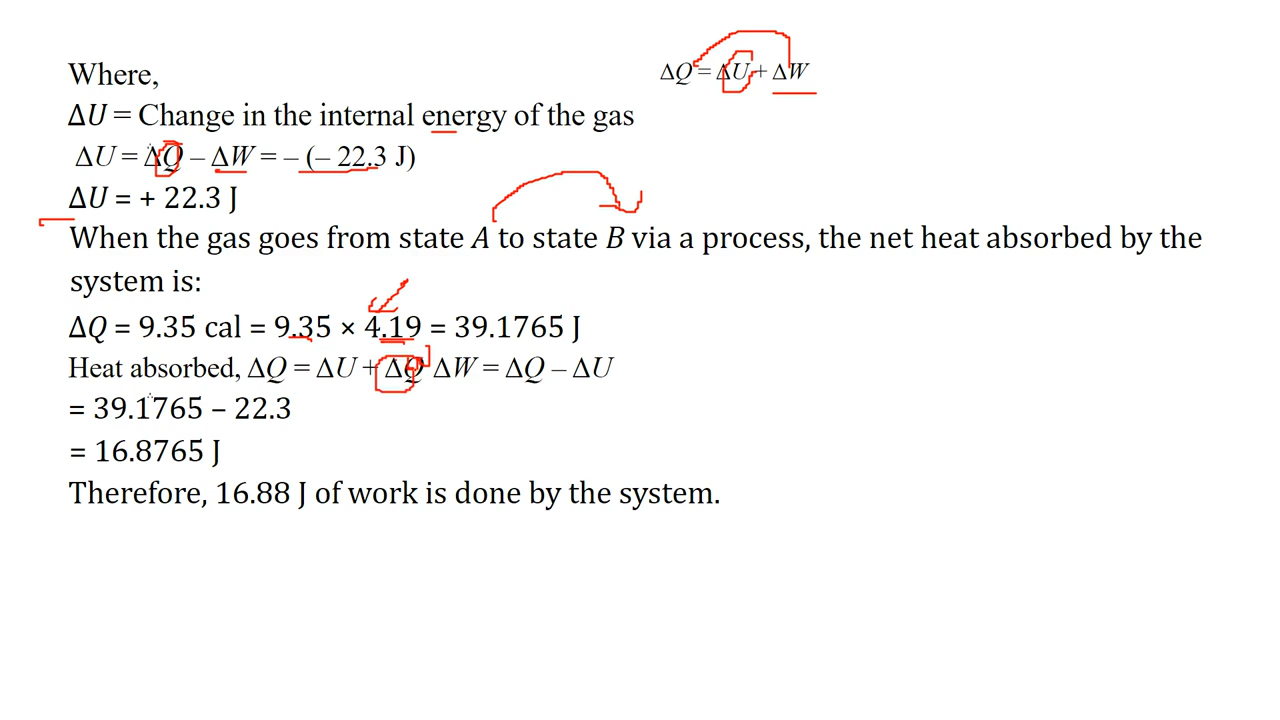 Where,
ΔQ = ΔU + ΔW
ΔU = Change in the internal energy of the gas
ΔU = ΔQ – ΔW = – (– 22.3 J)
ΔU = + 22.3 J
When the gas goes from state A to state B via a process, the net heat absorbed by the
system is:
ΔQ = 9.35 cal = 9.35 × 4.19 = 39.1765 J
Heat absorbed, ΔQ = ΔU + ΔQ ΔW = ΔQ – ΔU
= 39.1765 – 22.3
= 16.8765 J
Therefore, 16.88 J of work is done by the system.